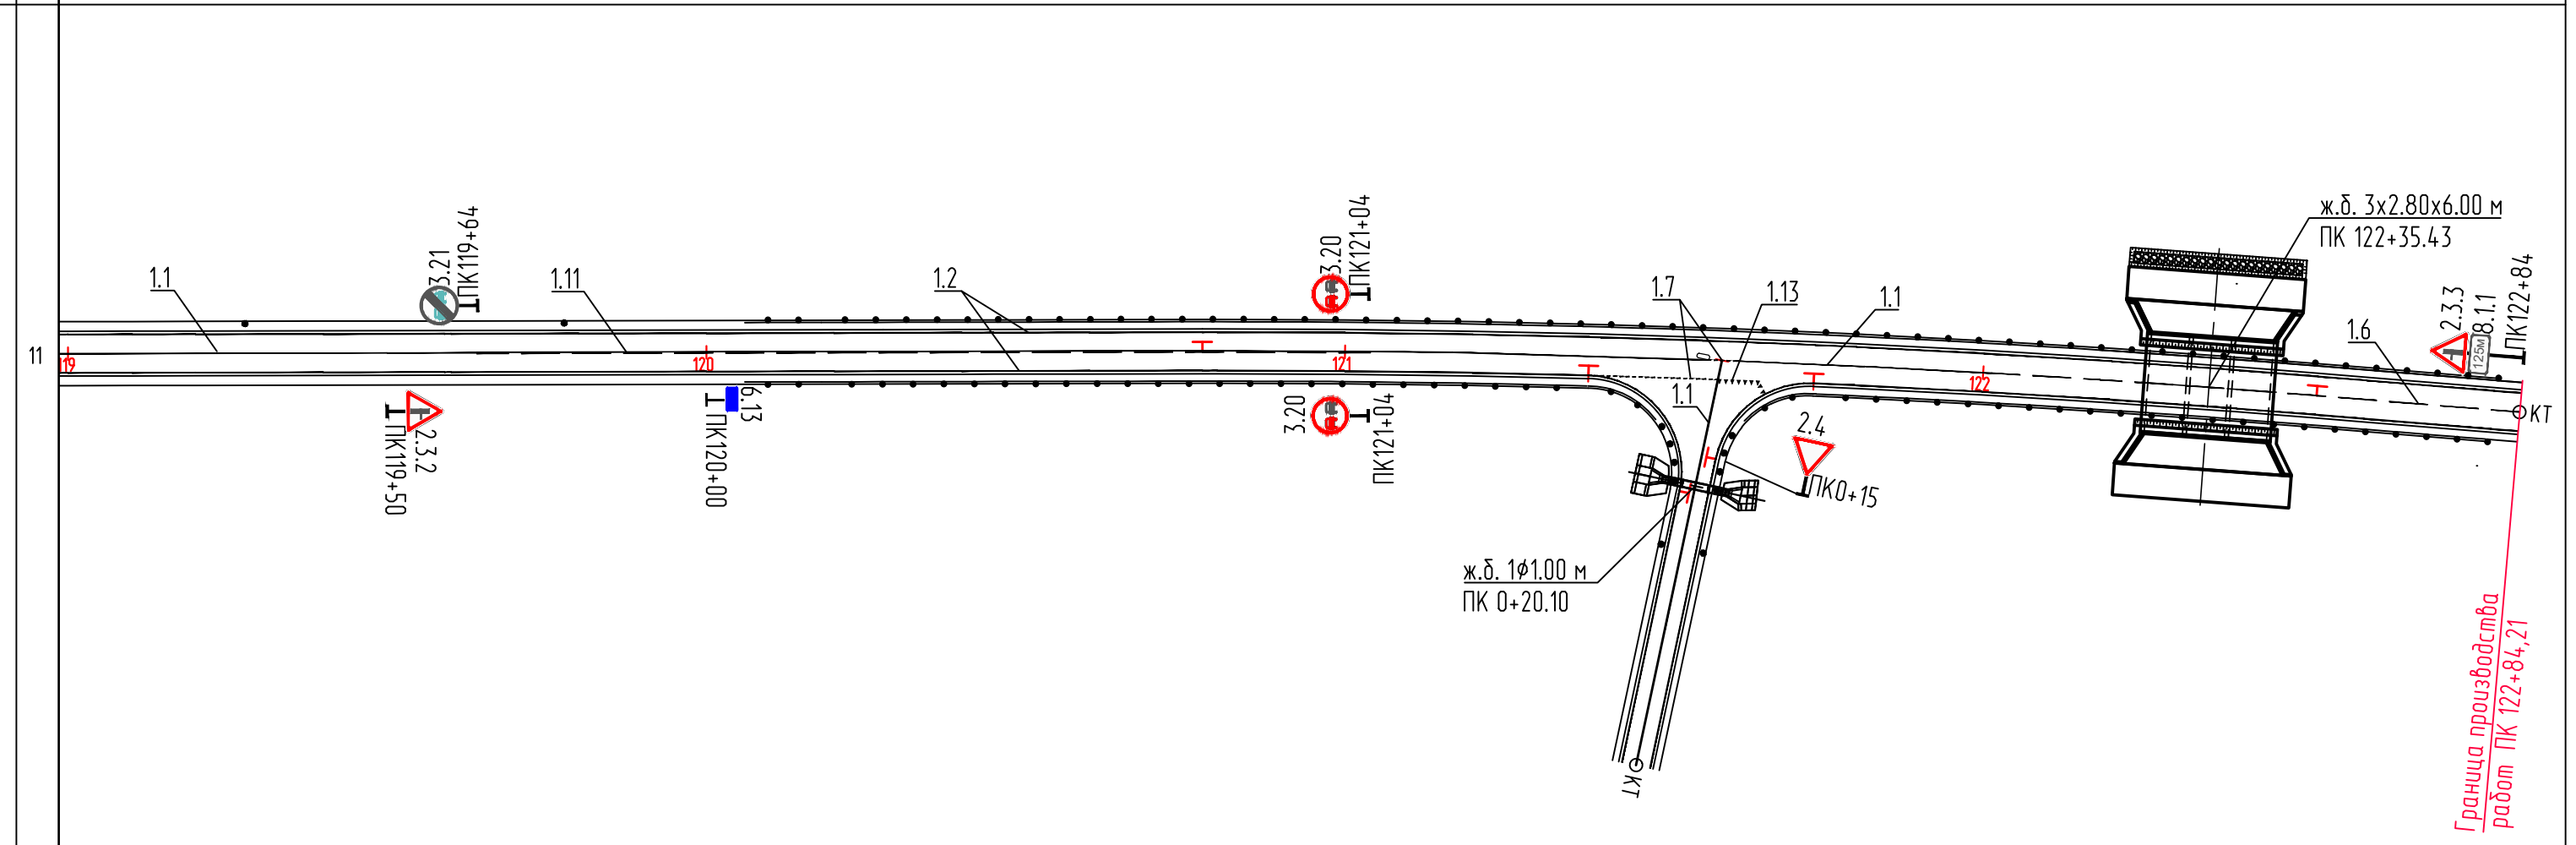 11
1.1
3.21
ПК119+64
1.11
1.2
3.20
ПК121+04
1.7
1.13
1.1
ж.б. 3х2.80х6.00 м
ПК 122+35.43
1.6
2.3.3
8.1.1
125м
ПК122+84
119
120
121
0
122
КТ
2.3.2
ПК119+50
6.13
ПК120+00
3.20
ПК121+04
1.1
2.4
ПК0+15
ж.б. 1ø1.00 м
ПК 0+20.10
КТ
Граница производства
работ ПК 122+84,21